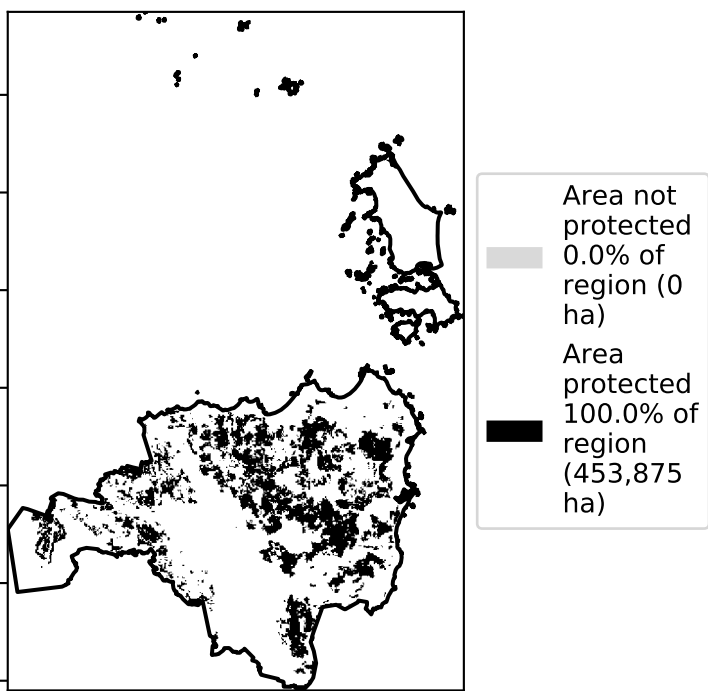 Area not
protected
0.0% of
region (0
ha)
Area
protected
100.0% of
region
(453,875
ha)